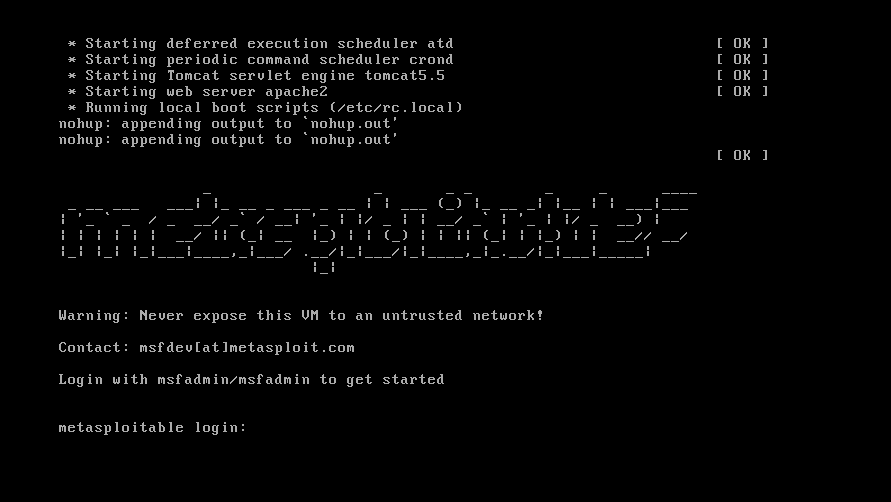 * Starting deferred execution scheduler atd [ OK ]
* Starting periodic command scheduler crond [ OK ]
* Starting Tomcat servlet engine tomcat5.5 [ OK ]
* Starting web server apache2 [ OK ]
* Running local boot scripts (/etc/rc.local)
nohup: appending output to `nohup.out'
nohup: appending output to `nohup.out'
[ OK ]
metasploitable2
Warning: Never expose this VM to an untrusted network!
Contact: msfdev[at]metasploit.com
Login with msfadmin/msfadmin to get started
metasploitable login: